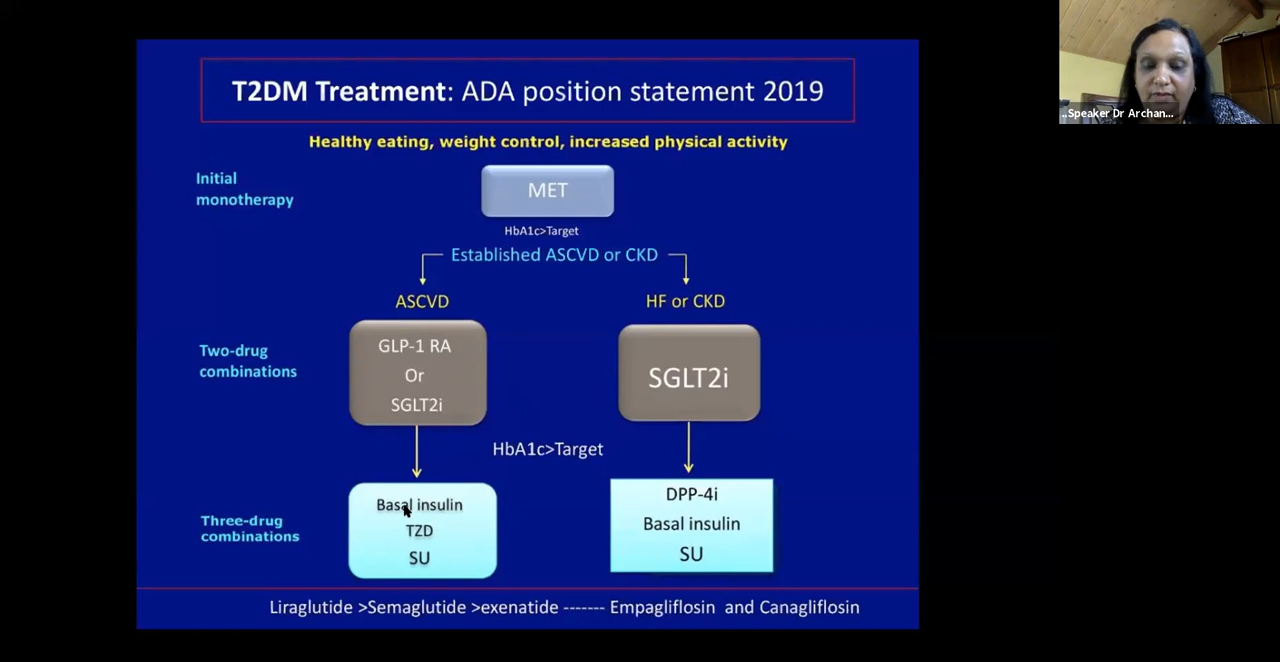 T2DM Treatment: ADA position statement 2019
Healthy eating, weight control, increased physical activity
Initial
monotherapy
MET
HbA1c>Target
Established ASCVD or CKD
ASCVD
HF or CKD
Two-drug
combinations
GLP-1 RA
Or
SGLT2i
SGLT2i
HbA1c>Target
Three-drug
combinations
Basal insulin
TZD
SU
DPP-4i
Basal insulin
SU
Liraglutide >Semaglutide >exenatide ------- Empagliflosin and Canagliflosin
..Speaker Dr Archan...